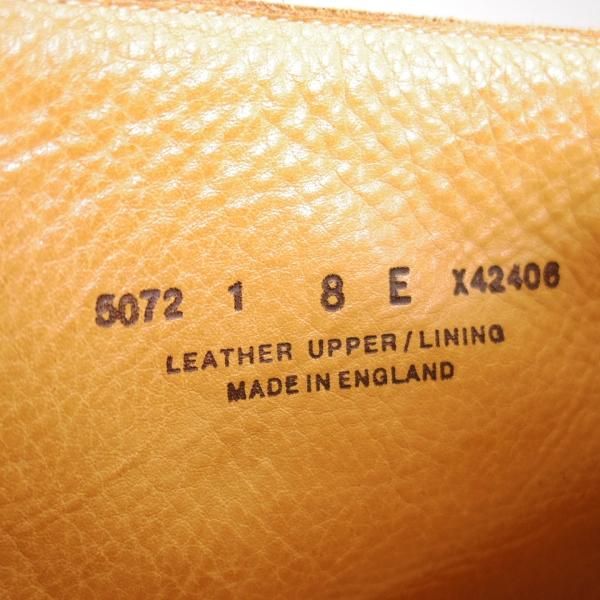 5072 1 8 E X42406
LEATHER UPPER/LINING
MADE IN ENGLAND